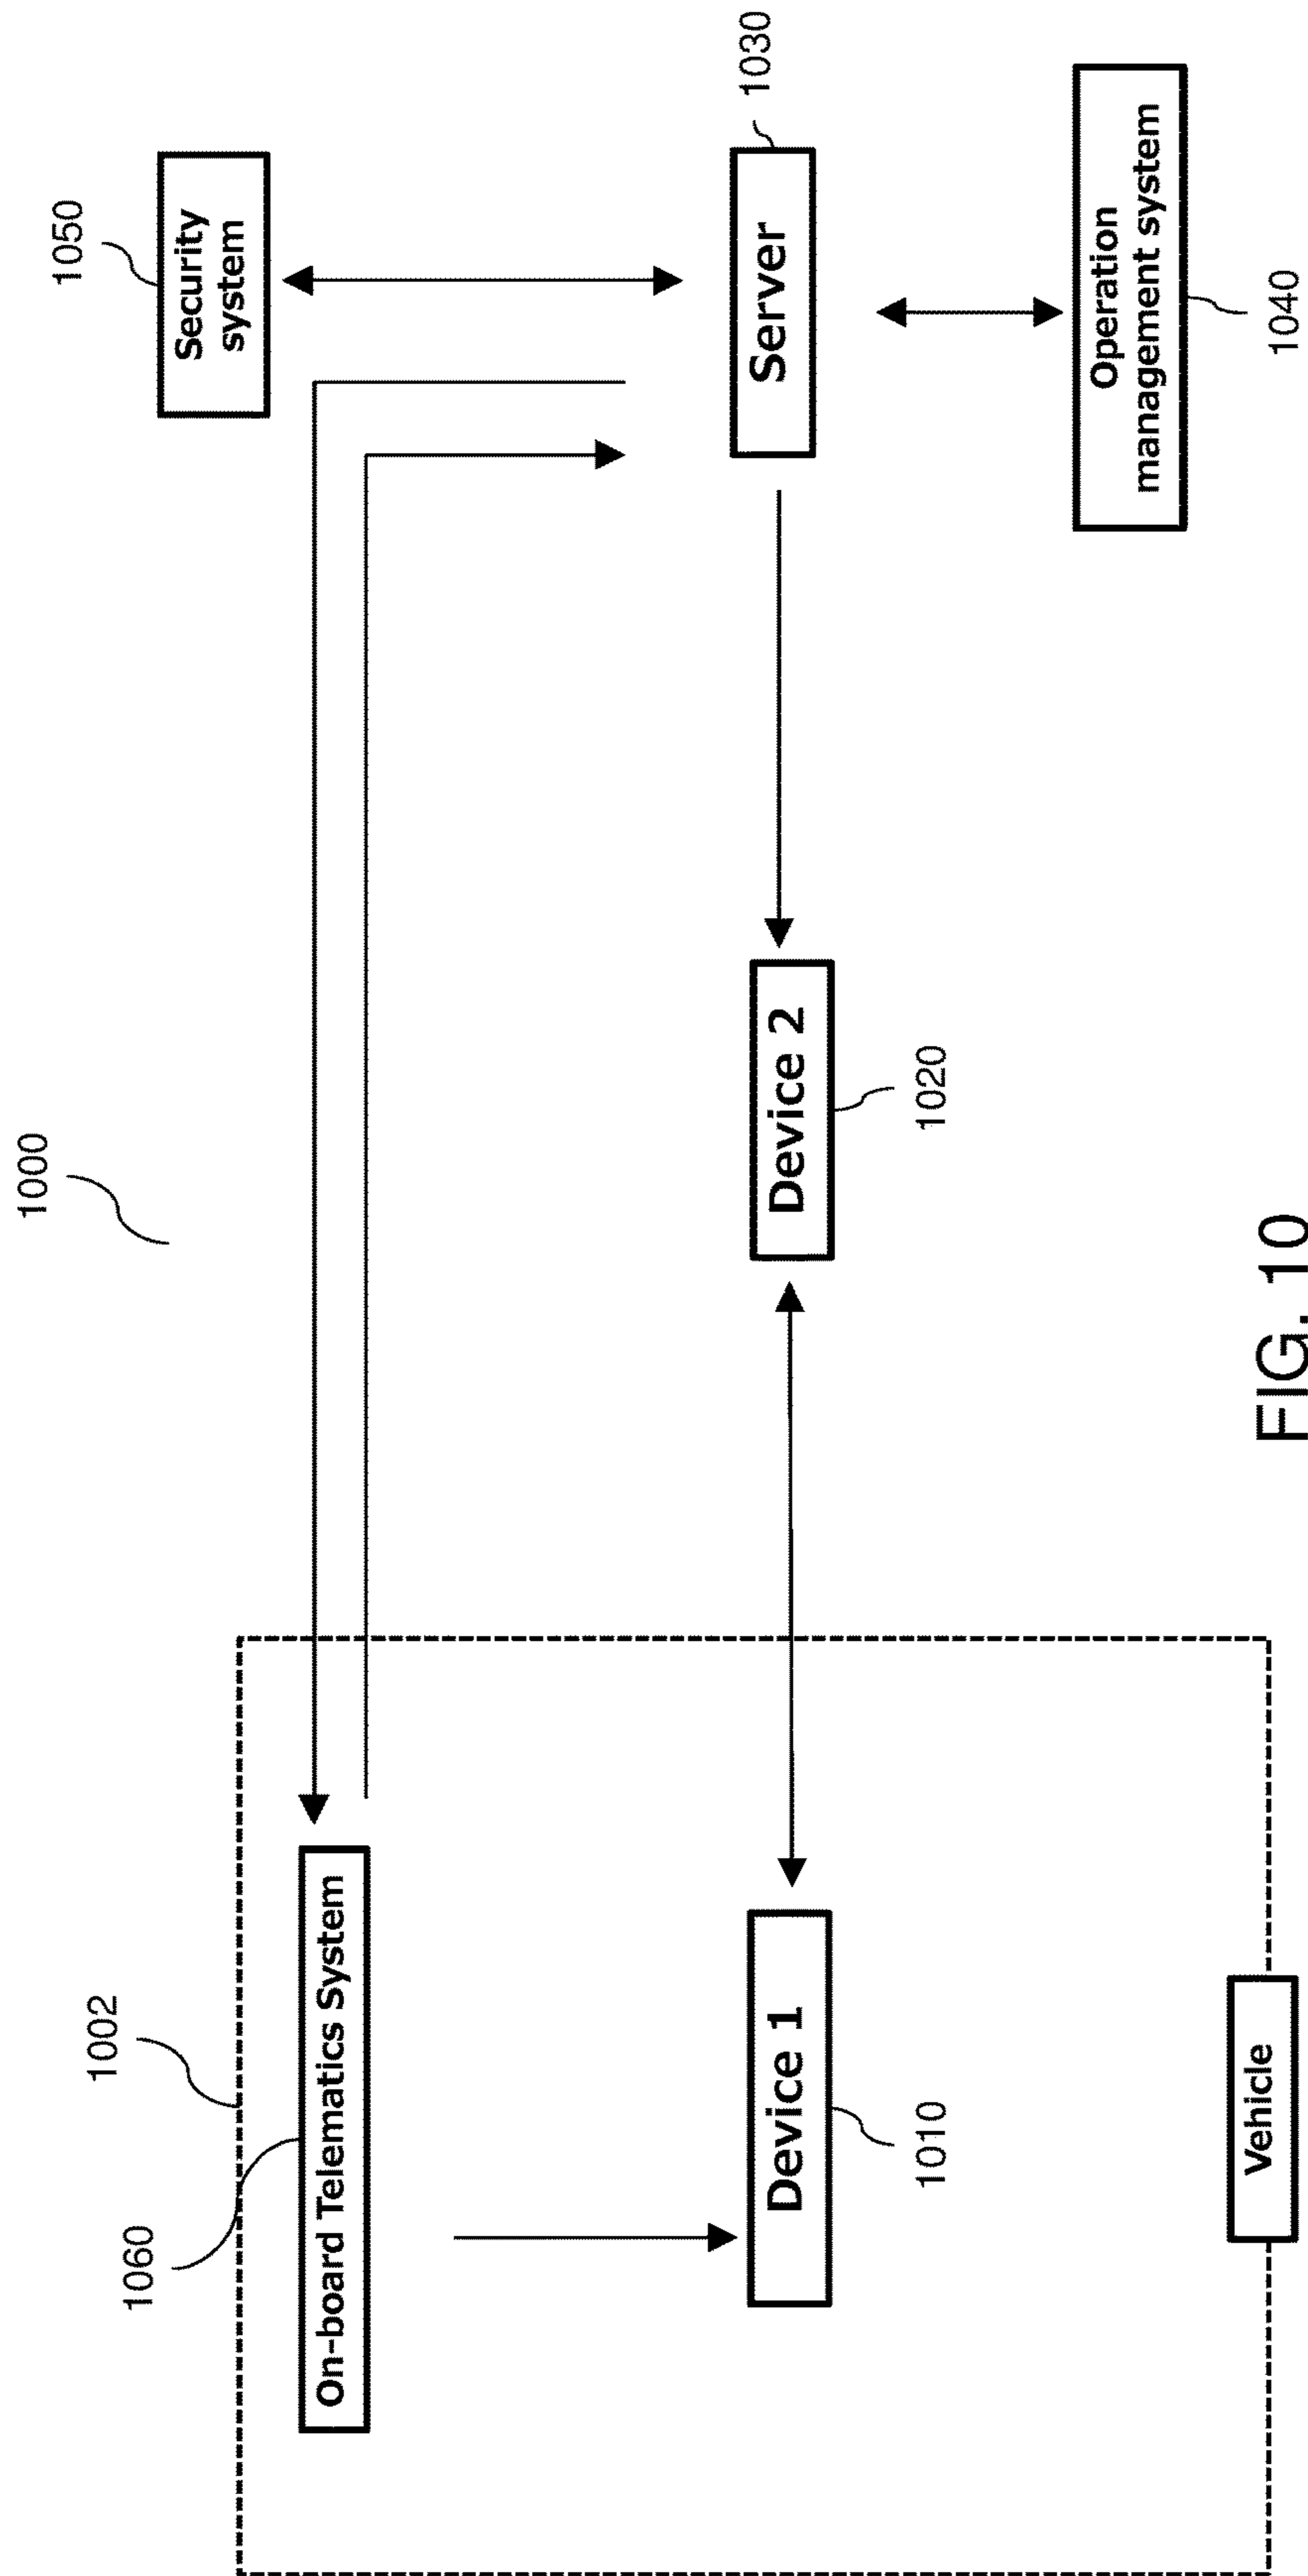 1000
1002
1060
On-board Telematics System
1050
Security
system
1030
Server
Device 1
1010
Device 2
1020
Operation
management system
1040
Vehicle
FIG. 10